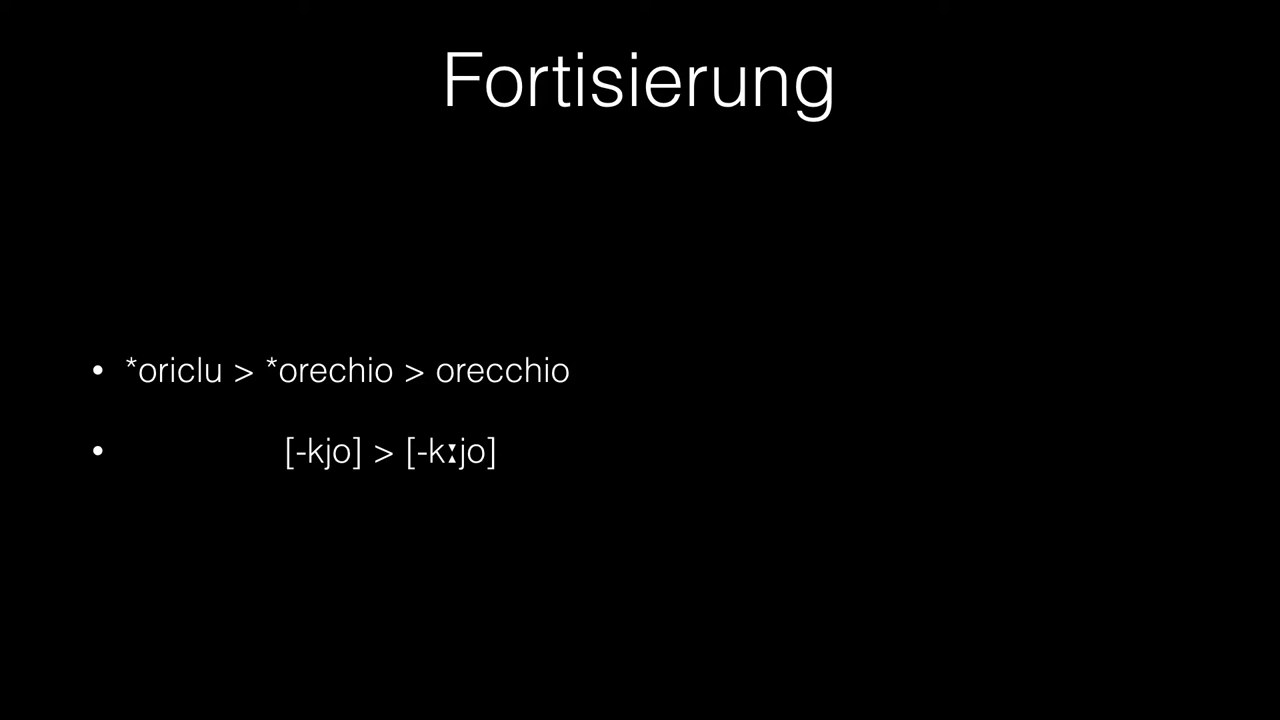 Fortisierung
• *oriclu > *orechio > orecchio
• [-kjo] > [-kːjo]